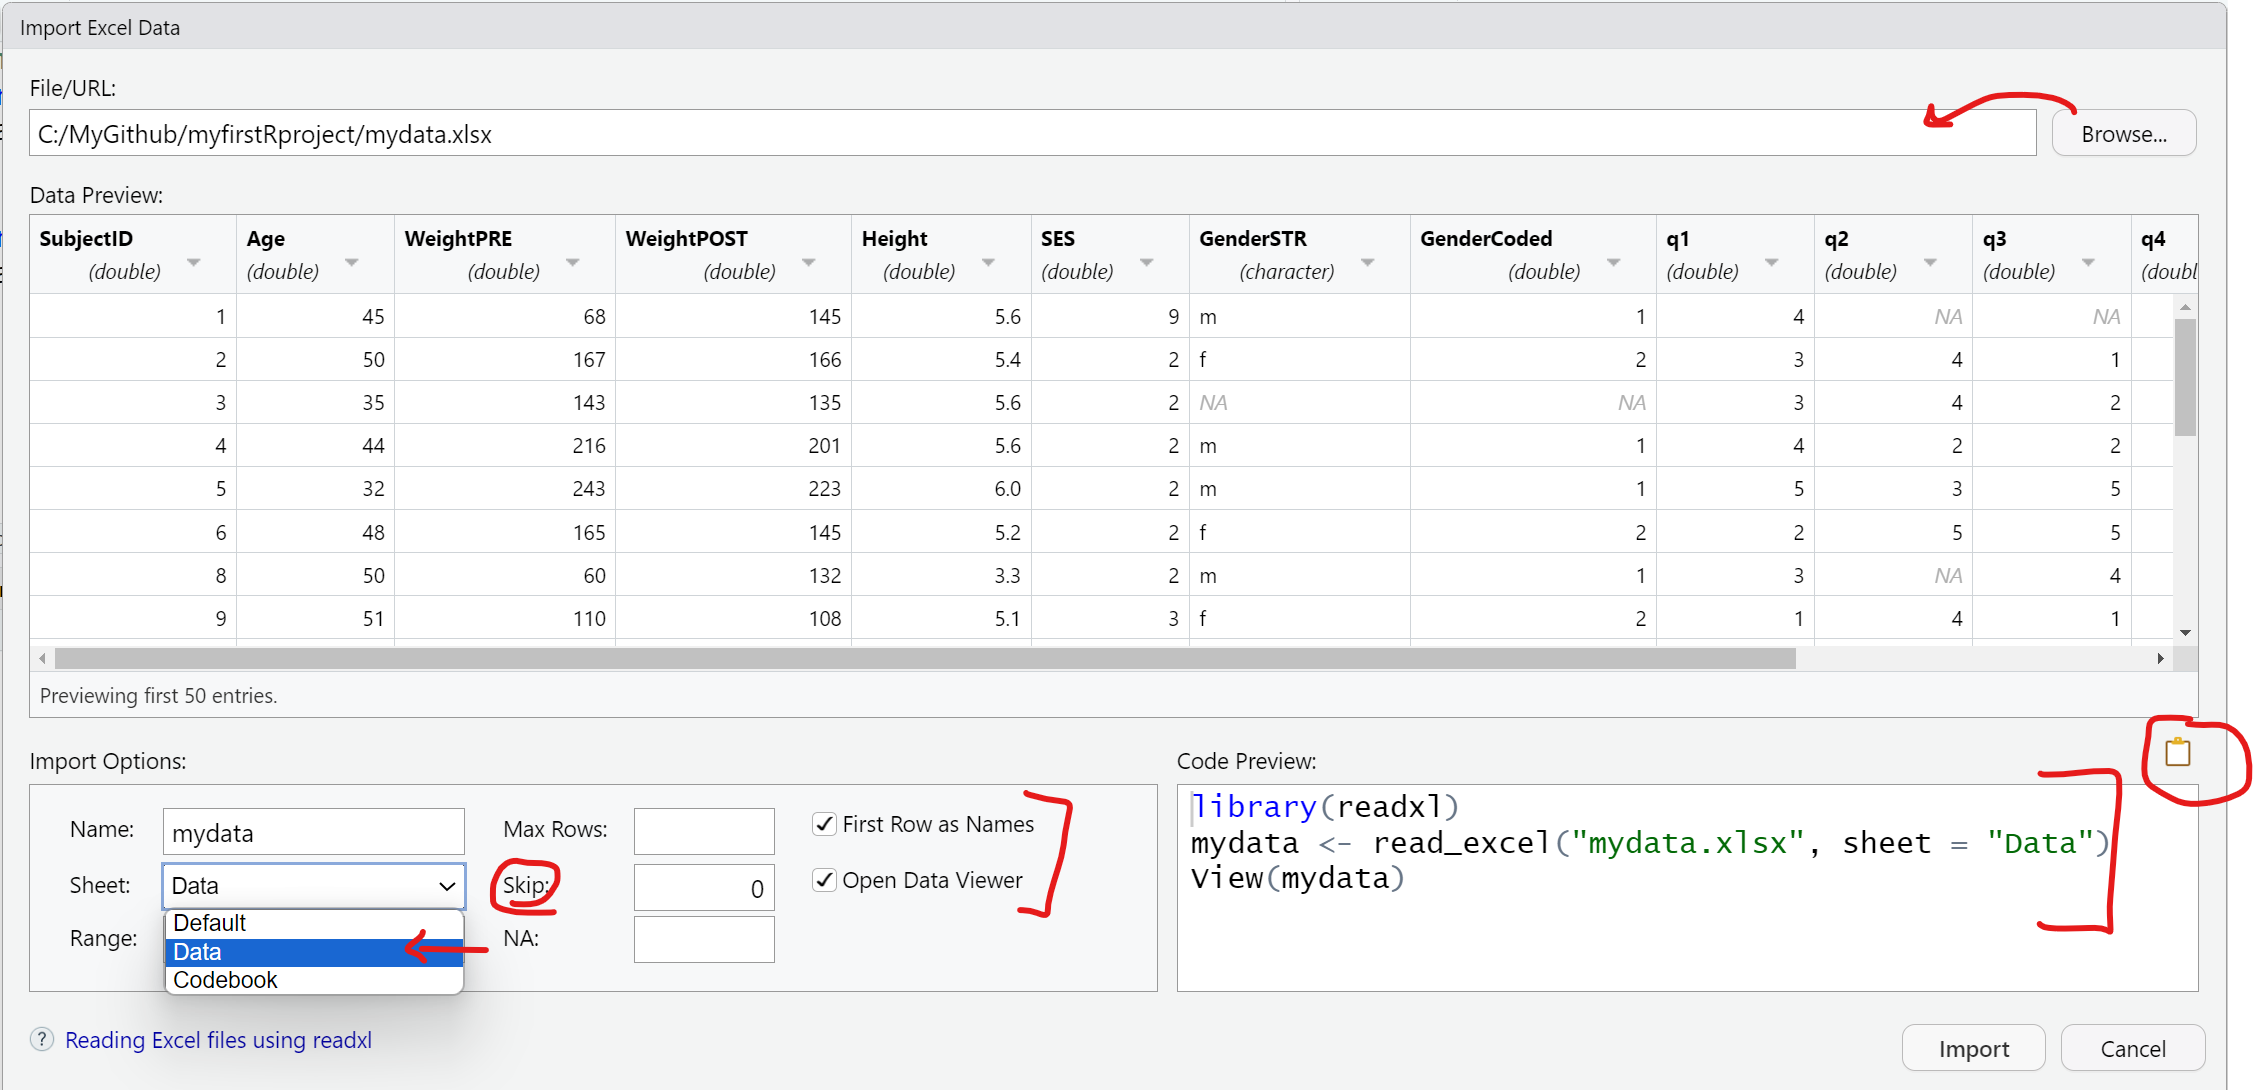 Import Excel Data
File/URL:
C:/MyGithub/myfirstRproject/mydata.xlsx
Browse...
Data Preview:
SubjectID Age WeightPRE WeightPOST Height SES GenderSTR GenderCoded q1 q2 q3 q4
(double) (double) (double) (double) (double) (double) (character) (double) (double) (double) (double) (doubl
1 45 68 145 5.6 9 m 1 4 NA NA
2 50 167 166 5.4 2 f 2 3 4 1
3 35 143 135 5.6 2 NA NA 3 4 2
4 44 216 201 5.6 2 m 1 4 2 2
5 32 243 223 6.0 2 m 1 5 3 5
6 48 165 145 5.2 2 f 2 2 5 5
8 50 60 132 3.3 2 m 1 3 NA 4
9 51 110 108 5.1 3 f 2 1 4 1
Previewing first 50 entries.
Import Options:
Name: mydata Max Rows: First Row as Names
Sheet: Data Skip: 0 Open Data Viewer
Range: NA:
Default
Data
Codebook
Code Preview:
library(readxl)
mydata <- read_excel("mydata.xlsx", sheet = "Data")
View(mydata)
? Reading Excel files using readxl
Import Cancel